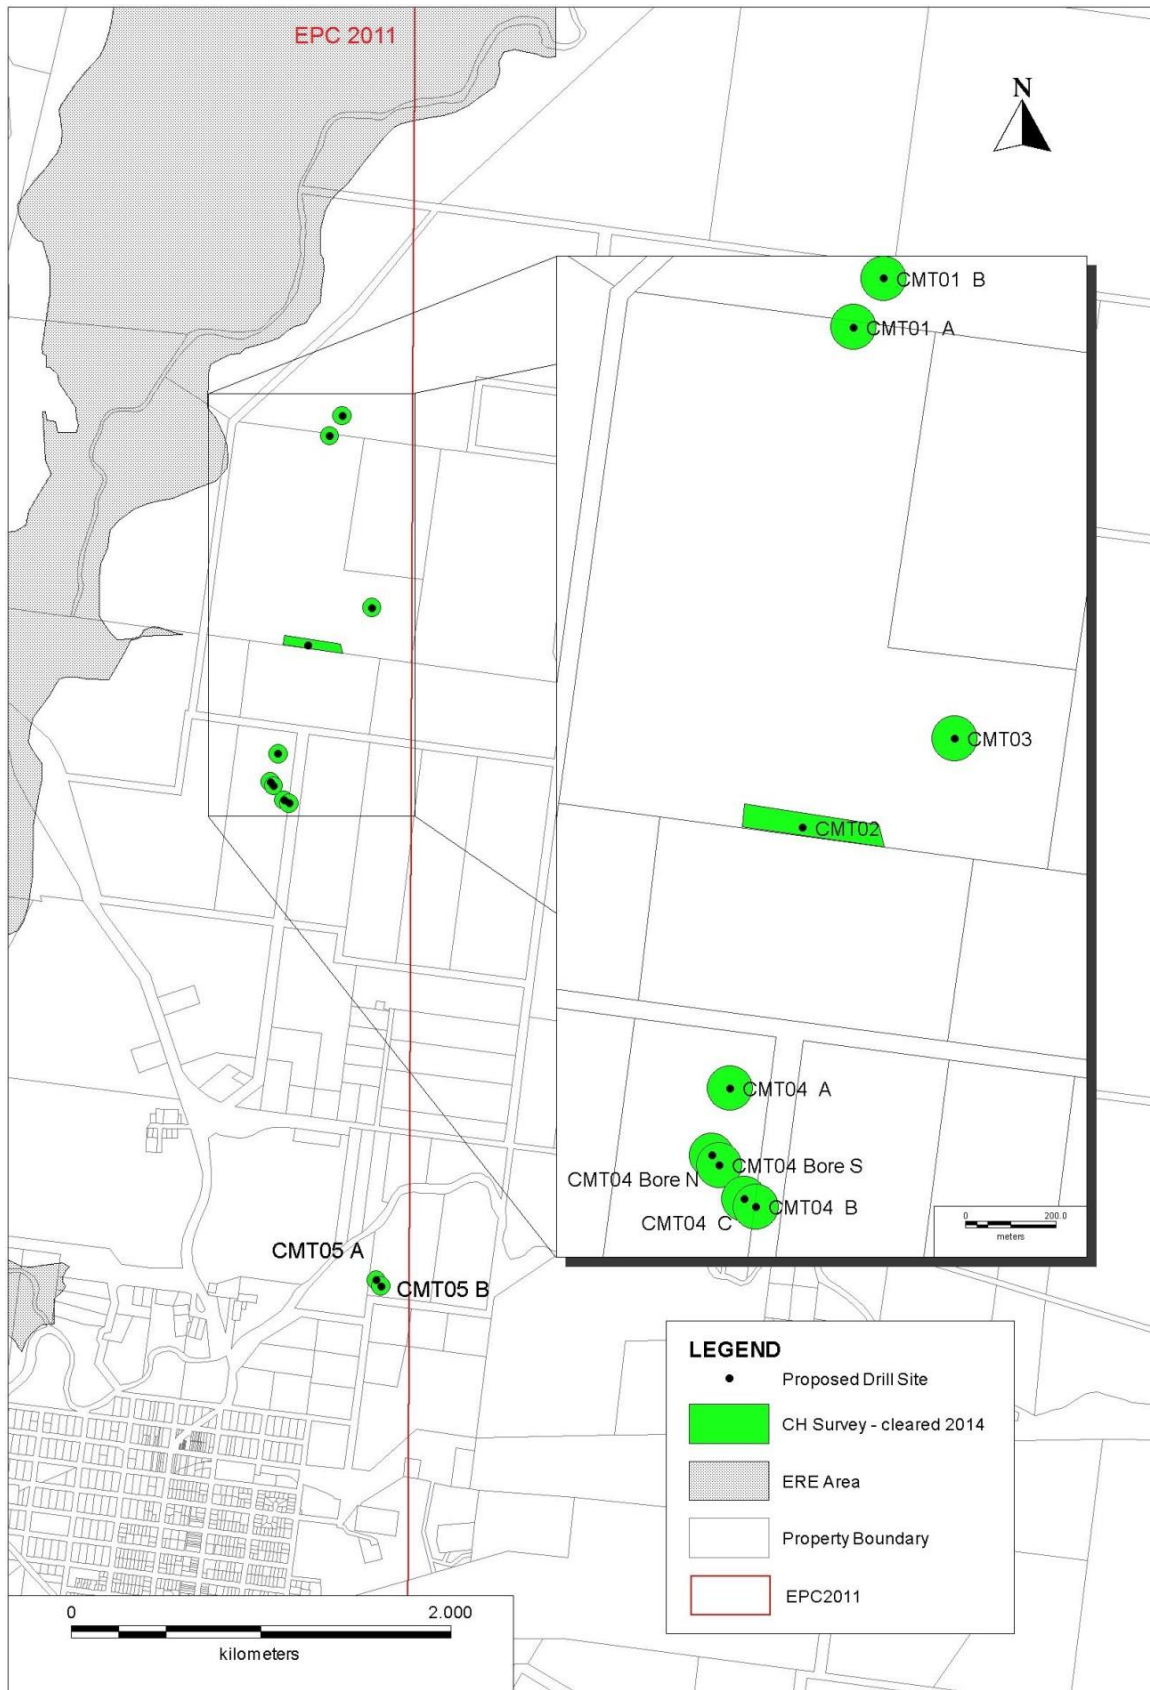 EPC 2011
N
CMT01 B
CMT01 A
CMT03
CMT02
CMT04 A
CMT04 Bore S
CMT04 Bore N
CMT04 B
CMT04 C
0 200.0
meters
CMT05 A
CMT05 B
LEGEND
Proposed Drill Site
CH Survey - cleared 2014
ERE Area
Property Boundary
EPC2011
0 2.000
kilometers